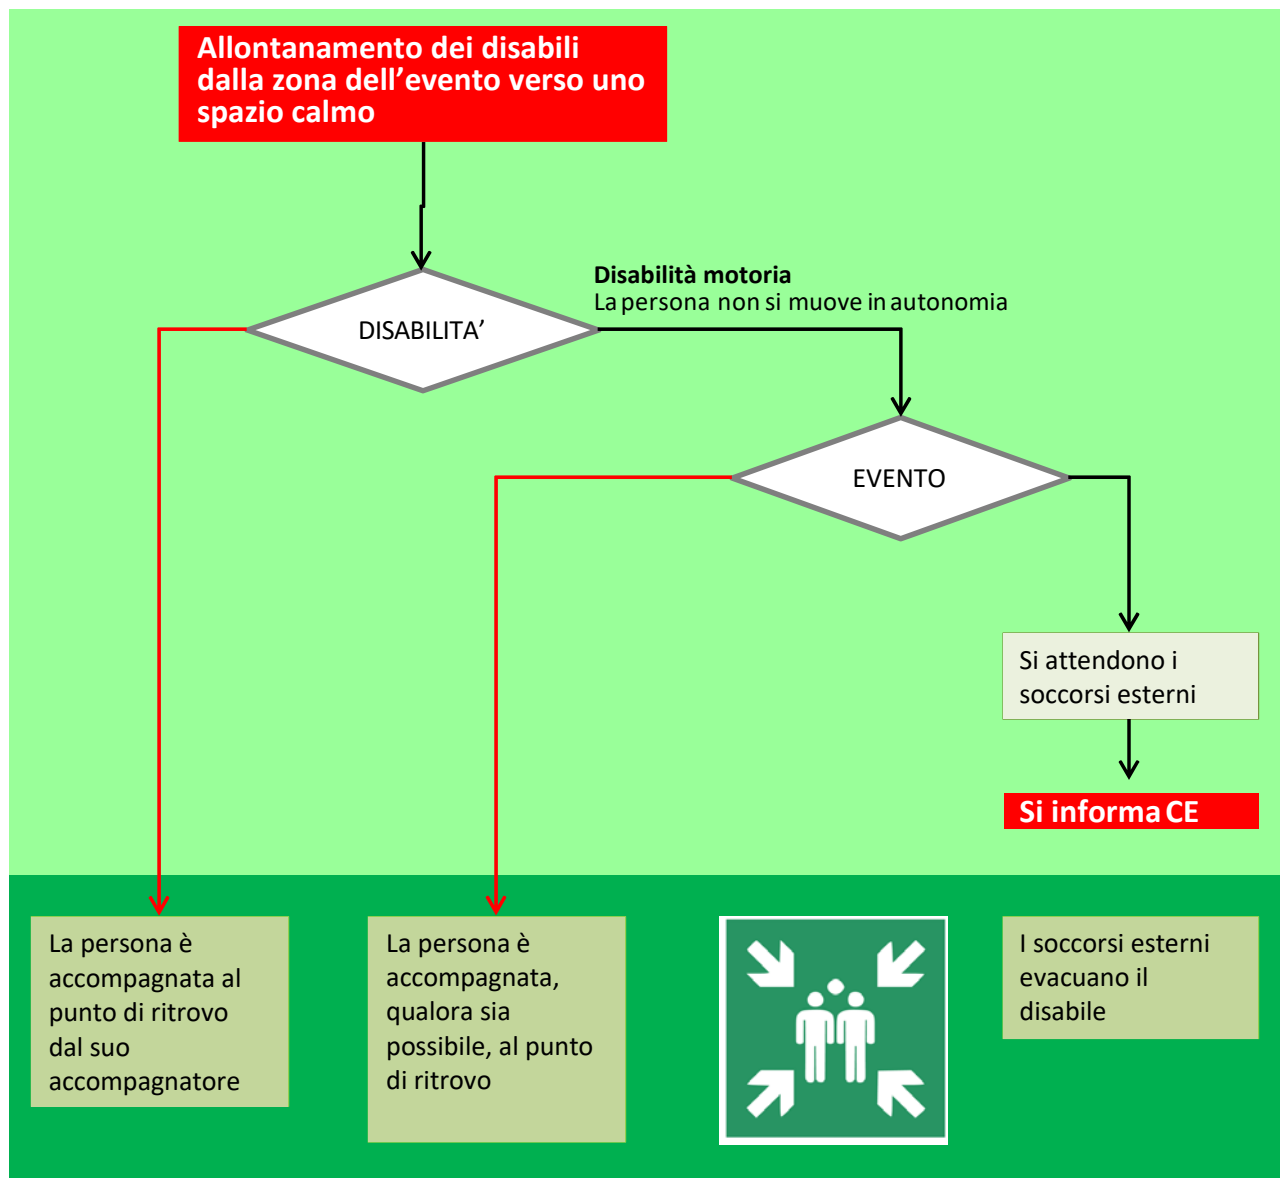 Allontanamento dei disabili
dalla zona dell’evento verso uno
spazio calmo
Disabilità motoria
La persona non si muove in autonomia
DISABILITA’
EVENTO
Si attendono i
soccorsi esterni
Si informa CE
La persona è
accompagnata al
punto di ritrovo
dal suo
accompagnatore
La persona è
accompagnata,
qualora sia
possibile, al punto
di ritrovo
I soccorsi esterni
evacuano il
disabile